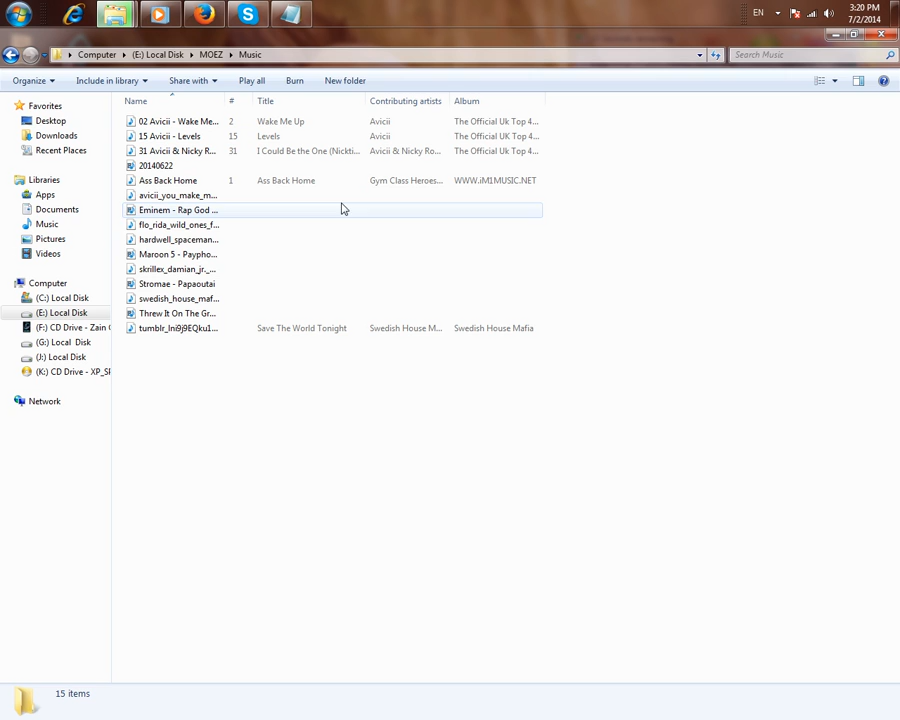 EN
3:20 PM
7/2/2014
Computer (E:) Local Disk MOEZ Music
Search Music
Organize Include in library Share with Play all Burn New folder
Name # Title Contributing artists Album
Favorites
Desktop
Downloads
Recent Places
Libraries
Apps
Documents
Music
Pictures
Videos
Computer
(C:) Local Disk
(E:) Local Disk
(F:) CD Drive - Zain
(G:) Local Disk
(J:) Local Disk
(K:) CD Drive - XP_SP
Network
02 Avicii - Wake Me... 2 Wake Me Up Avicii The Official Uk Top 4...
15 Avicii - Levels 15 Levels Avicii The Official Uk Top 4...
31 Avicii & Nicky R... 31 I Could Be the One (Nickti... Avicii & Nicky Ro... The Official Uk Top 4...
20140622
Ass Back Home 1 Ass Back Home Gym Class Heroes... WWW.iM1MUSIC.NET
avicii_you_make_m...
Eminem - Rap God ...
flo_rida_wild_ones_f...
hardwell_spaceman...
Maroon 5 - Paypho...
skrillex_damian_jr._...
Stromae - Papaoutai
swedish_house_maf...
Threw It On The Gr...
tumblr_lni9j9EQku1... Save The World Tonight Swedish House M... Swedish House Mafia
15 items